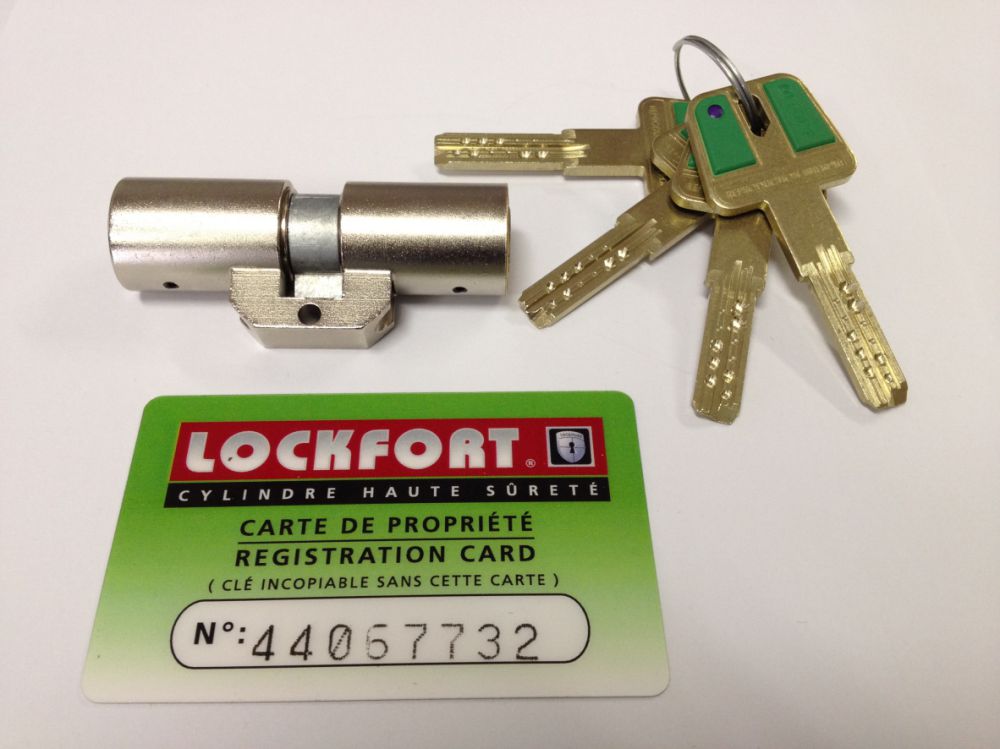 LOCKFORT®
CYLINDRE HAUTE SÛRETÉ
CARTE DE PROPRIÉTÉ
REGISTRATION CARD
( CLÉ INCOPIABLE SANS CETTE CARTE )
N°: 44067732